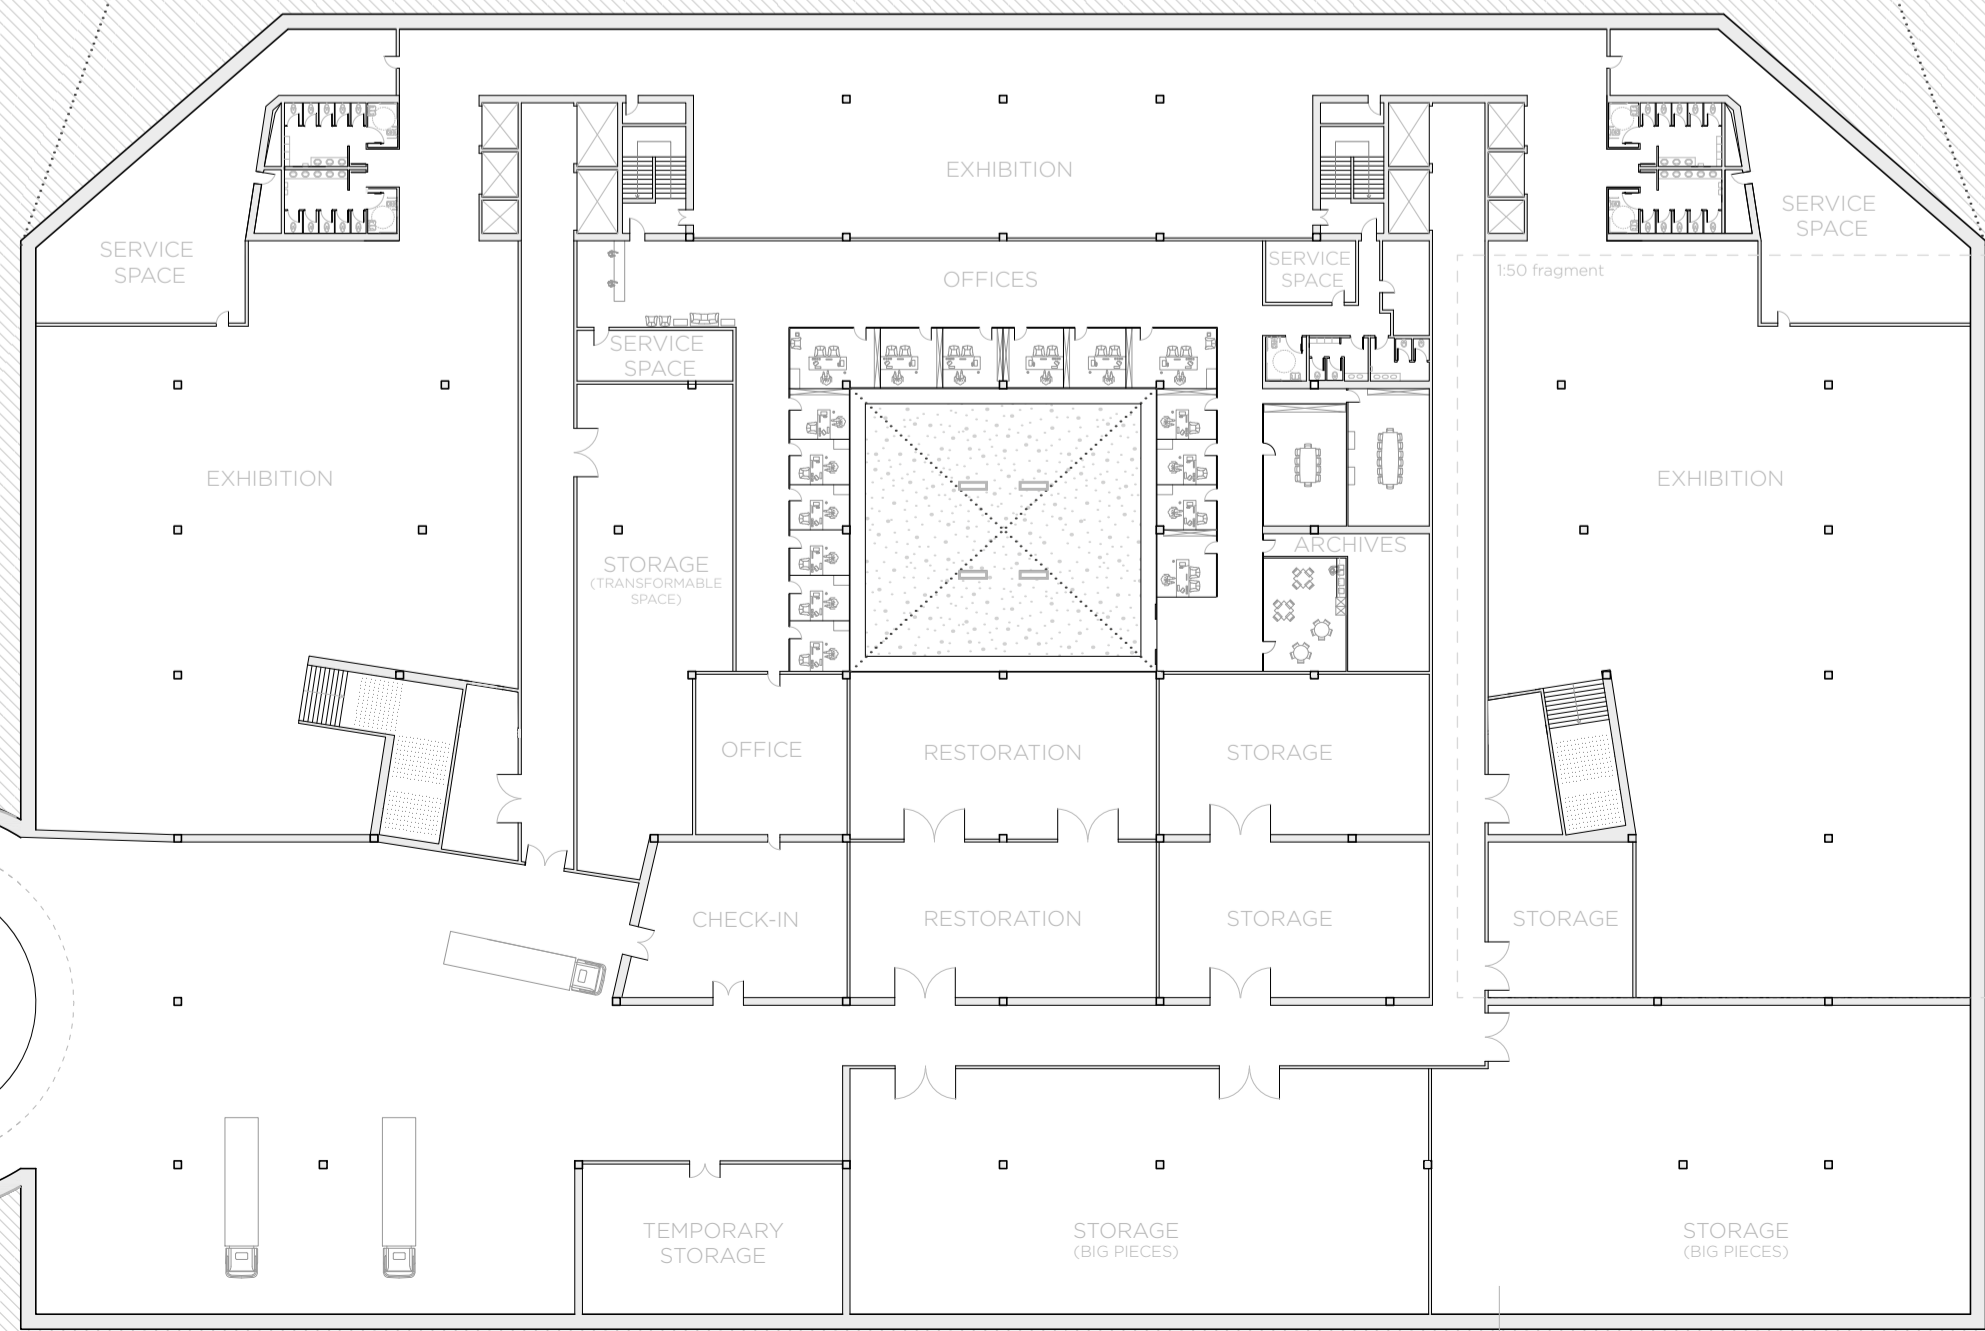 EXHIBITION
SERVICE
SPACE
SERVICE
SPACE
OFFICES
SERVICE
SPACE
1:50 fragment
SERVICE
SPACE
EXHIBITION
EXHIBITION
STORAGE
(TRANSFORMABLE
SPACE)
ARCHIVES
OFFICE
RESTORATION
STORAGE
CHECK-IN
RESTORATION
STORAGE
STORAGE
TEMPORARY
STORAGE
STORAGE
(BIG PIECES)
STORAGE
(BIG PIECES)